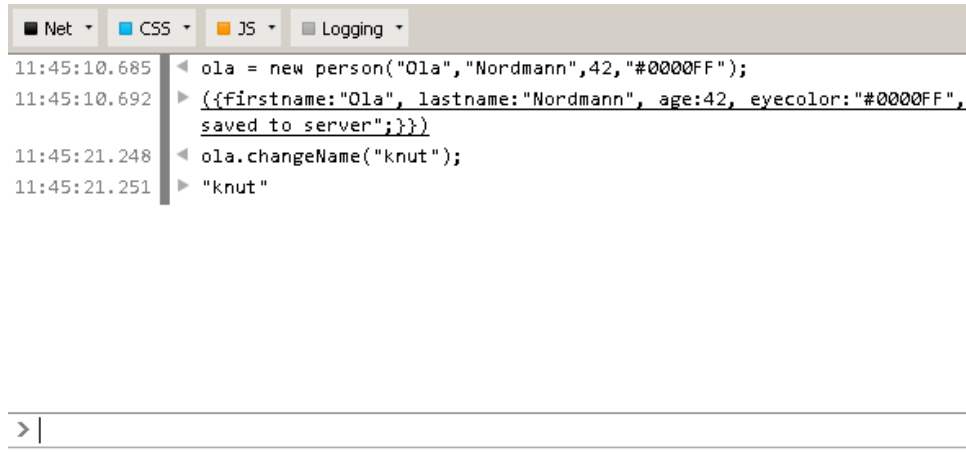 Net CSS JS Logging
11:45:10.685 ola = new person("Ola","Nordmann",42,"#0000FF");
11:45:10.692 ({firstname:"Ola", lastname:"Nordmann", age:42, eyecolor:"#0000FF",
saved to server";}})
11:45:21.248 ola.changeName("knut");
11:45:21.251 "knut"
>